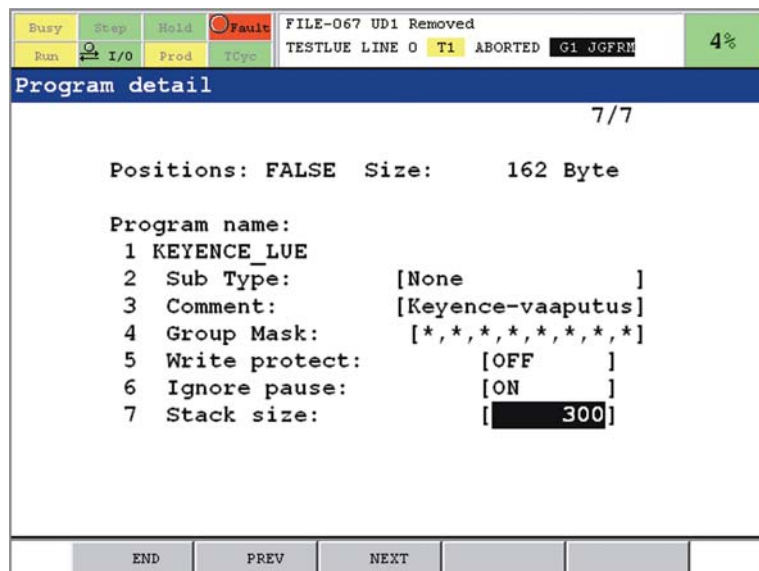 Busy Step Hold Fault FILE-067 UD1 Removed
Run I/O Prod TCyc TESTLUE LINE 0 T1 ABORTED G1 JGFRM 4%
Program detail
7/7
Positions: FALSE Size: 162 Byte
Program name:
1 KEYENCE_LUE
2 Sub Type: [None ]
3 Comment: [Keyence-vaaputus]
4 Group Mask: [*,*,*,*,*,*,*,*]
5 Write protect: [OFF ]
6 Ignore pause: [ON ]
7 Stack size: [ 300]
END PREV NEXT